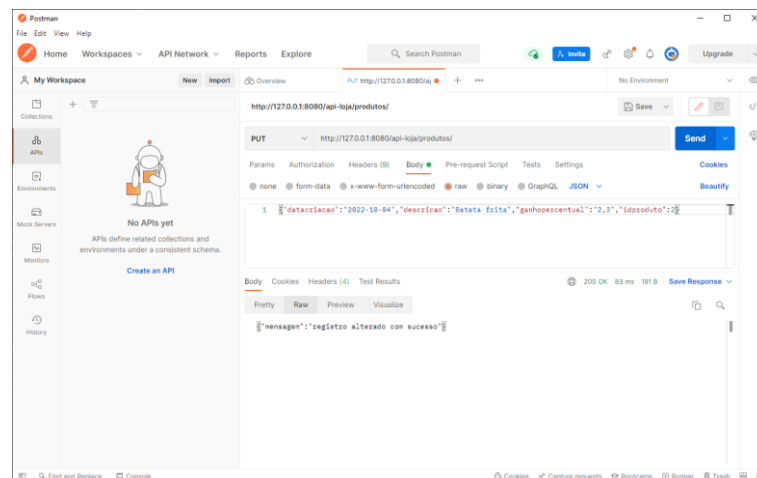 Postman
File Edit View Help
Home Workspaces API Network Reports Explore Search Postman Invite Upgrade
My Workspace New Import Overview PUT http://127.0.0.1:8080/ap No Environment
Collections
APIs
Environments
Mock Servers
Monitors
Flows
History
No APIs yet
APIs define related collections and
environments under a consistent schema.
Create an API
http://127.0.0.1:8080/api-loja/produtos/ Save
PUT http://127.0.0.1:8080/api-loja/produtos/ Send
Params Authorization Headers (9) Body Pre-request Script Tests Settings Cookies
none form-data x-www-form-urlencoded raw binary GraphQL JSON Beautify
1 {"datacriacao":"2022-10-04","descricao":"Batata frita","ganhopercentual":"2,3","idproduto":2}
Body Cookies Headers (4) Test Results 200 OK 83 ms 191 B Save Response
Pretty Raw Preview Visualize
{"mensagem":"registro alterado com sucesso"}
Find and Replace Console Cookies Capture requests Bootcamp Runner Trash